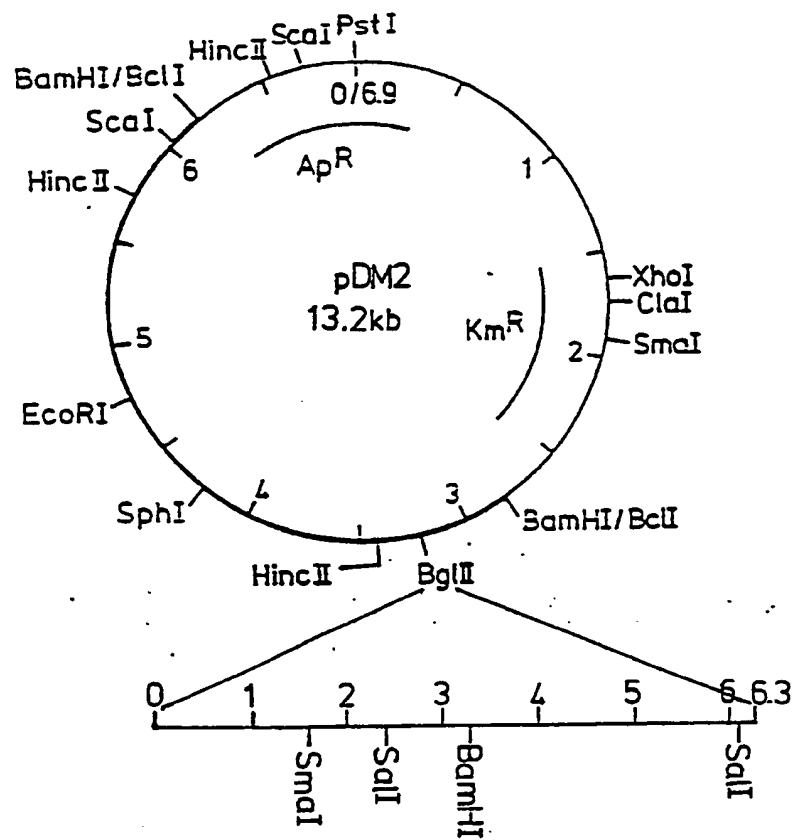 ScaI PstI
HincII
BamHI/BclI
0/6.9
ScaI
6
ApR
1
HincII
pDM2
13.2kb
XhoI
ClaI
KmR
SmaI
2
5
EcoRI
4
3
SphI
BamHI/BclI
HincII
BglII
0 1 2 3 4 5 6 6.3
SmaI
SalI
BamHI
SalI